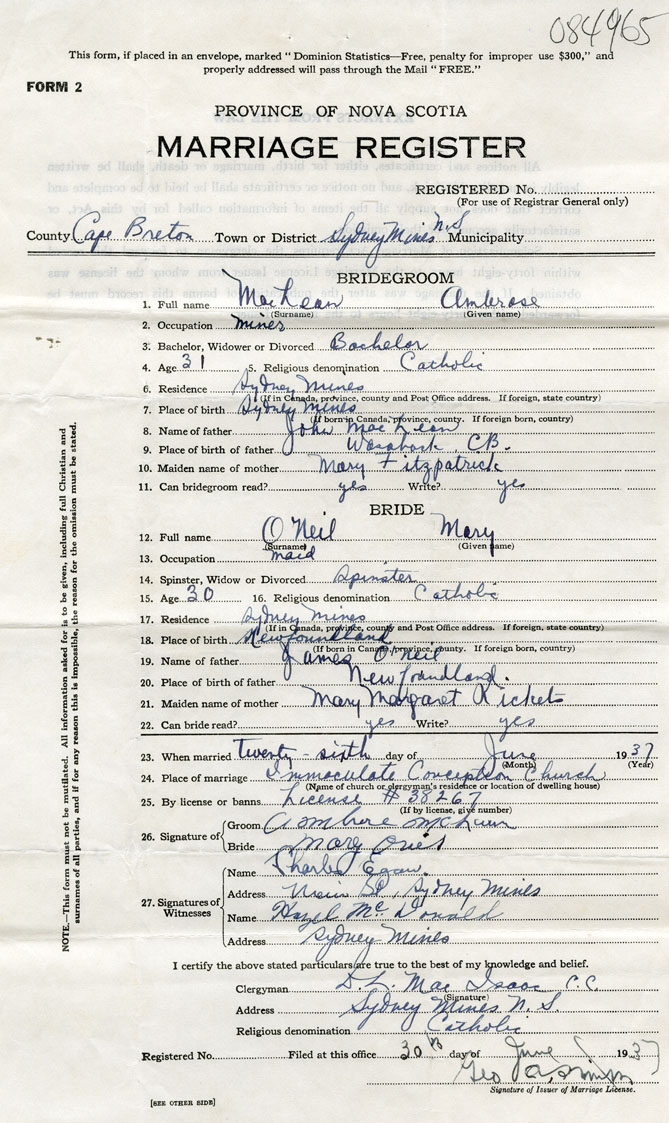 084965
This form, if placed in an envelope, marked "Dominion Statistics—Free, penalty for improper use $300," and
properly addressed will pass through the Mail "FREE."
FORM 2
PROVINCE OF NOVA SCOTIA
MARRIAGE REGISTER
REGISTERED No.
(For use of Registrar General only)
County Cape Breton Town or District Sydney Mines N.S Municipality
BRIDEGROOM
1. Full name MacLean Ambrose
(Surname) (Given name)
2. Occupation miner
3. Bachelor, Widower or Divorced Bachelor
4. Age 31 5. Religious denomination Catholic
6. Residence Sydney Mines
(If in Canada, province, county and Post Office address. If foreign, state country)
7. Place of birth Sydney Mines
(If born in Canada, province, county. If foreign born, country)
8. Name of father John MacLean
9. Place of birth of father C.B.
10. Maiden name of mother Mary Fitzpatrick
11. Can bridegroom read? yes Write? yes
BRIDE
12. Full name O'Neil Mary
(Surname) (Given name)
13. Occupation maid
14. Spinster, Widow or Divorced Spinster
15. Age 30 16. Religious denomination Catholic
17. Residence Sydney Mines
(If in Canada, province, county and Post Office address. If foreign, state country)
18. Place of birth Newfoundland
(If born in Canada, province, county. If foreign born, country)
19. Name of father James O'Neil
20. Place of birth of father Newfoundland.
21. Maiden name of mother Mary Margaret Rickets
22. Can bride read? yes Write? yes
23. When married twenty-sixth day of June 1937
(Month) (Year)
24. Place of marriage Immaculate Conception Church
(Name of church or clergyman's residence or location of dwelling house)
25. By license or banns License # 38267
(If by license, give number)
26. Signature of
Groom Ambrose
Bride Mary
27. Signatures of Witnesses
Name Charles Egan.
Address Main St, Sydney Mines
Name Hazel McDonald
Address Sydney Mines
I certify the above stated particulars are true to the best of my knowledge and belief.
Clergyman D. L. MacIsaac C.C.
(Signature)
Address Sydney Mines N.S.
Religious denomination Catholic
Registered No. Filed at this office 30th day of June 1937
Geo
Signature of Issuer of Marriage License.
[SEE OTHER SIDE]
NOTE.—This form must not be mutilated. All information asked for is to be given, including full Christian and
surnames of all parties, and if for any reason this is impossible, the reason for the omission must be stated.